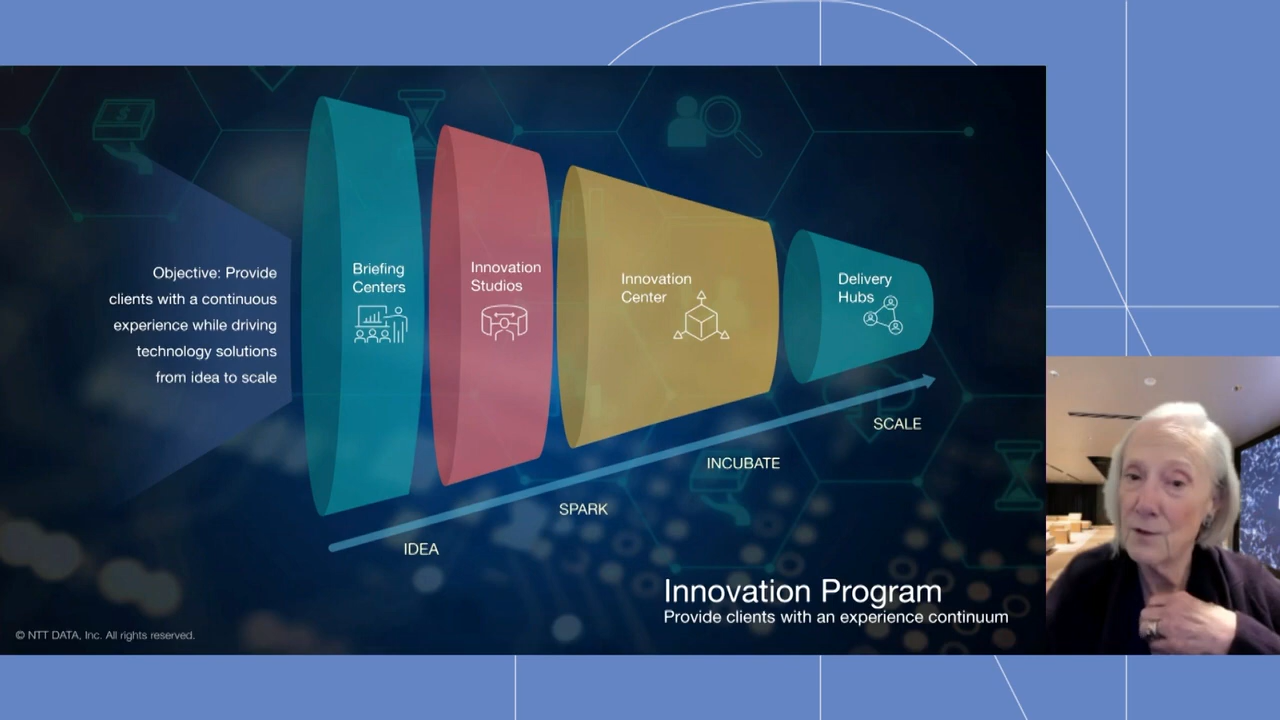 Objective: Provide
clients with a continuous
experience while driving
technology solutions
from idea to scale
Briefing
Centers
Innovation
Studios
Innovation
Center
Delivery
Hubs
IDEA
SPARK
INCUBATE
SCALE
Innovation Program
Provide clients with an experience continuum
© NTT DATA, Inc. All rights reserved.